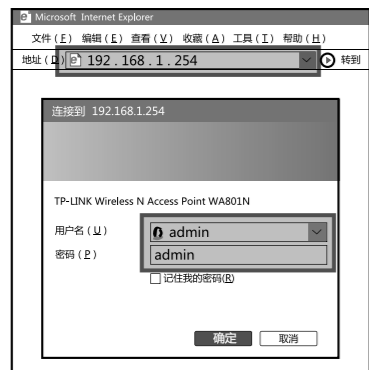 Microsoft Internet Explorer
文件(F) 编辑(E) 查看(V) 收藏(A) 工具(T) 帮助(H)
地址(D) 192.168.1.254 转到
连接到 192.168.1.254
TP-LINK Wireless N Access Point WA801N
用户名(U) admin
密码(P) admin
记住我的密码(R)
确定 取消